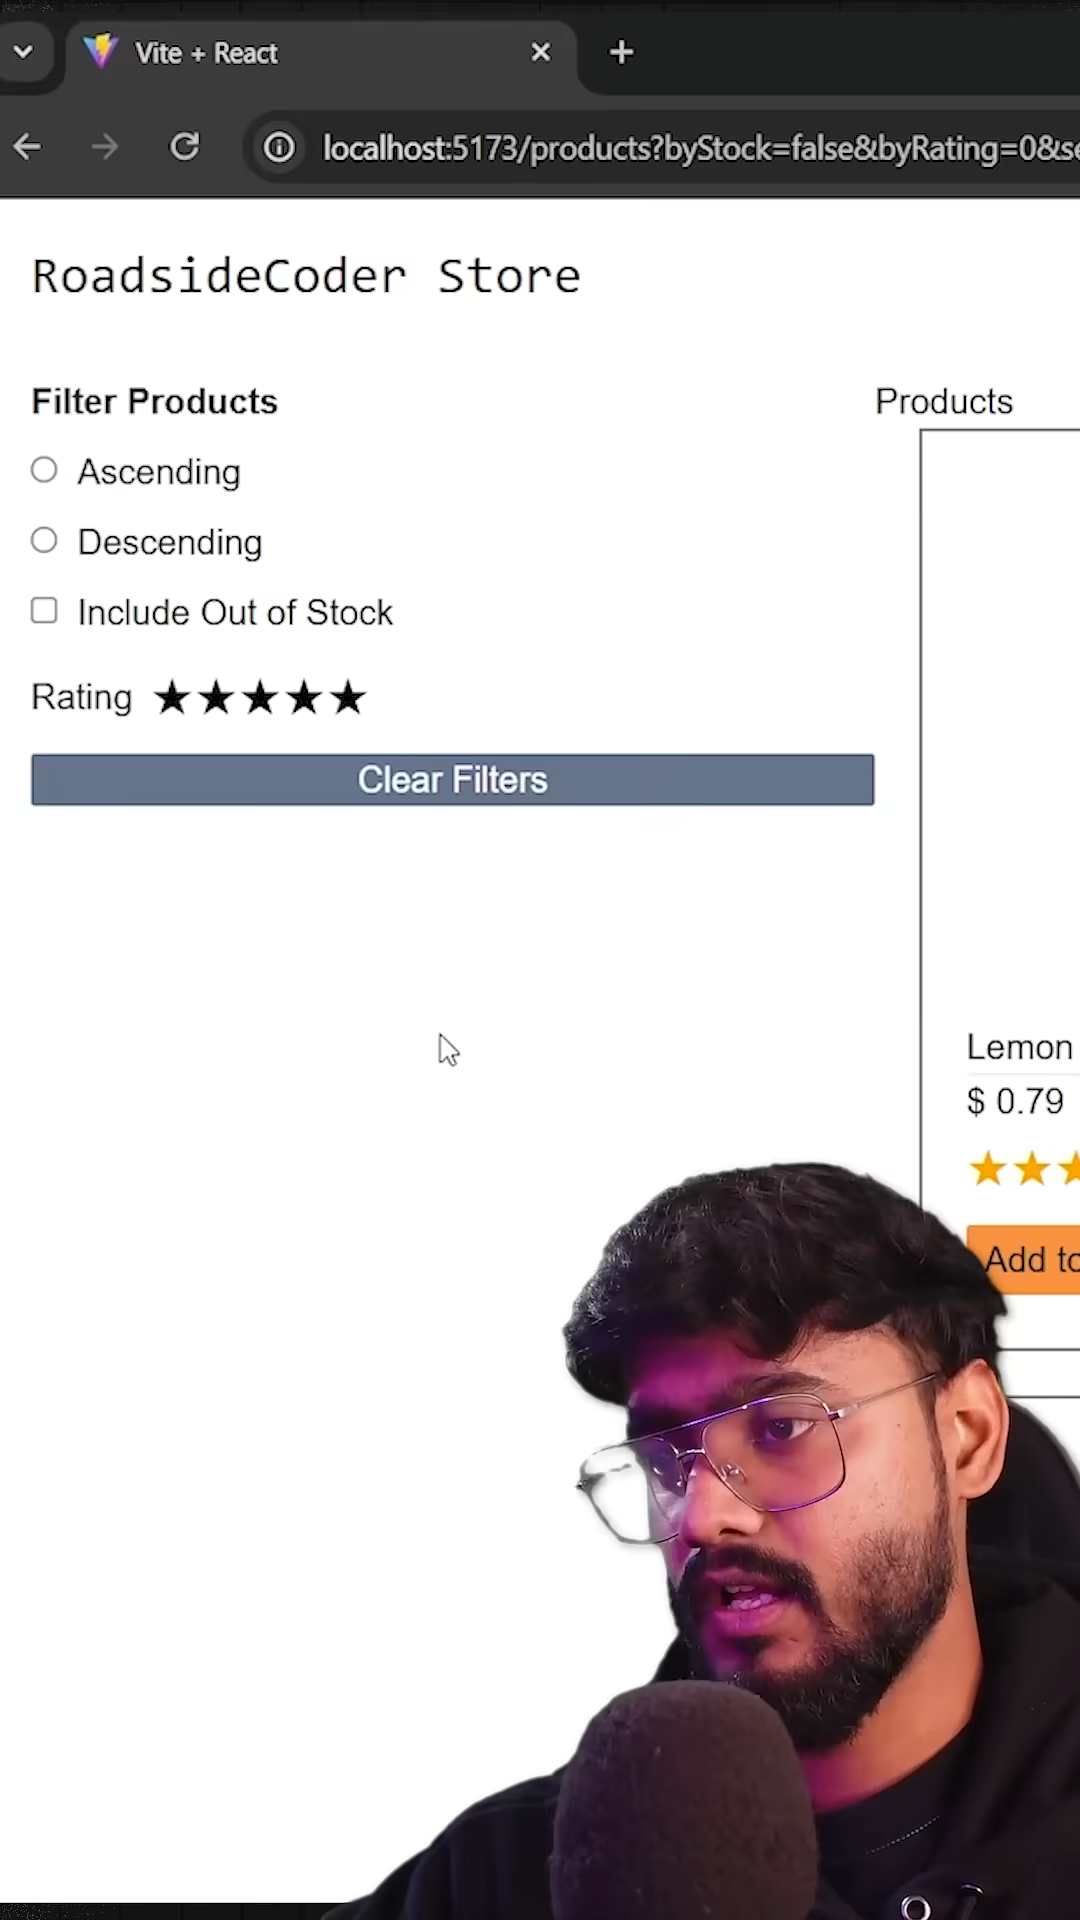 Vite + React
localhost:5173/products?byStock=false&byRating=0&se
RoadsideCoder Store
Filter Products
Ascending
Descending
Include Out of Stock
Rating ★★★★★
Clear Filters
Products
Lemon
$ 0.79
★★★
Add to